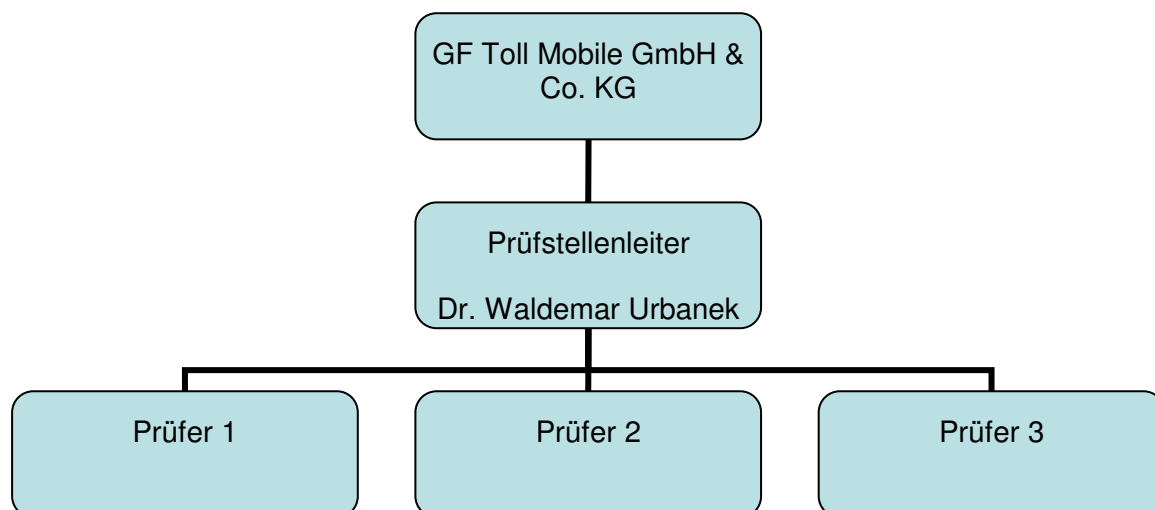 GF Toll Mobile GmbH &
Co. KG
Prüfstellenleiter
Dr. Waldemar Urbanek
Prüfer 1
Prüfer 2
Prüfer 3